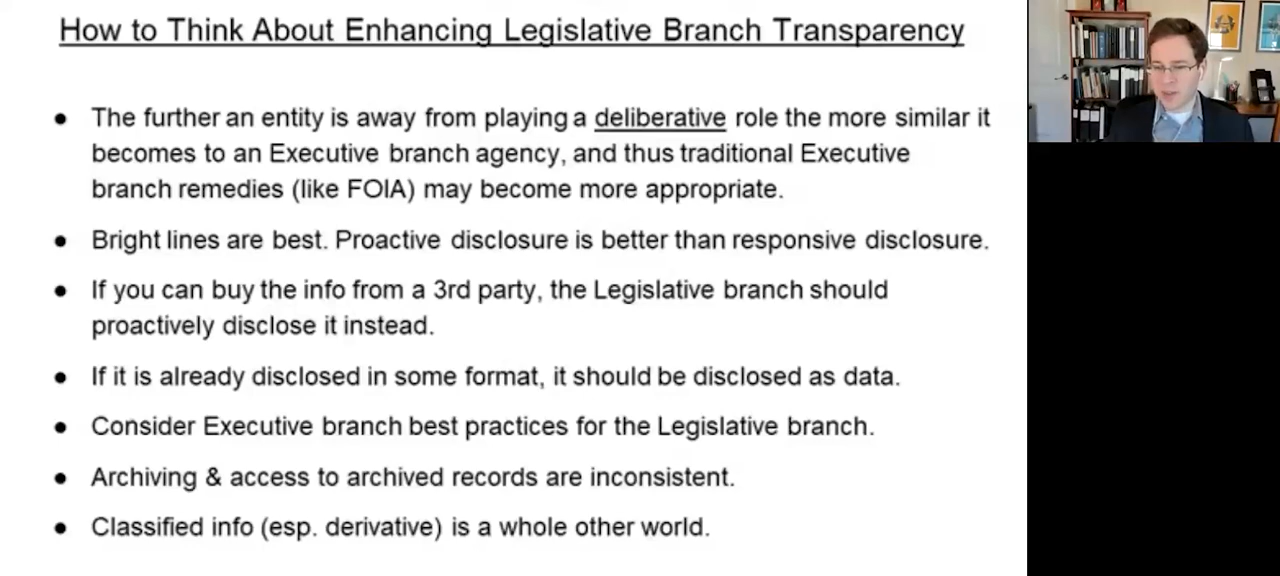 How to Think About Enhancing Legislative Branch Transparency
● The further an entity is away from playing a deliberative role the more similar it
becomes to an Executive branch agency, and thus traditional Executive
branch remedies (like FOIA) may become more appropriate.
● Bright lines are best. Proactive disclosure is better than responsive disclosure.
● If you can buy the info from a 3rd party, the Legislative branch should
proactively disclose it instead.
● If it is already disclosed in some format, it should be disclosed as data.
● Consider Executive branch best practices for the Legislative branch.
● Archiving & access to archived records are inconsistent.
● Classified info (esp. derivative) is a whole other world.